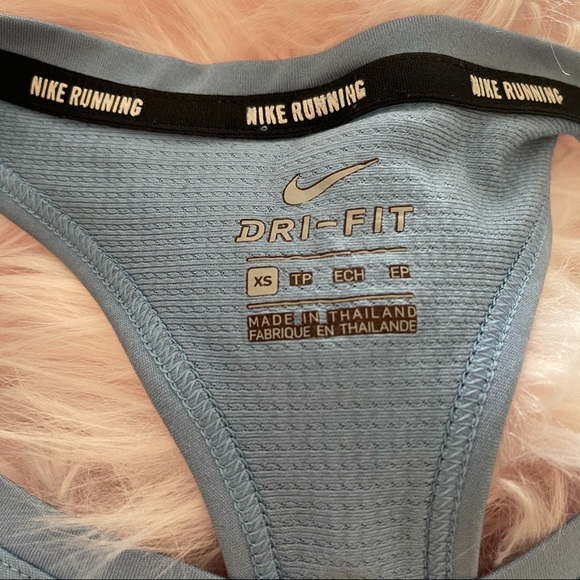 NIKE RUNNING NIKE RUNNING NIKE RUNNING
DRI-FIT
XS TP ECH EP
MADE IN THAILAND
FABRIQUE EN THAILANDE